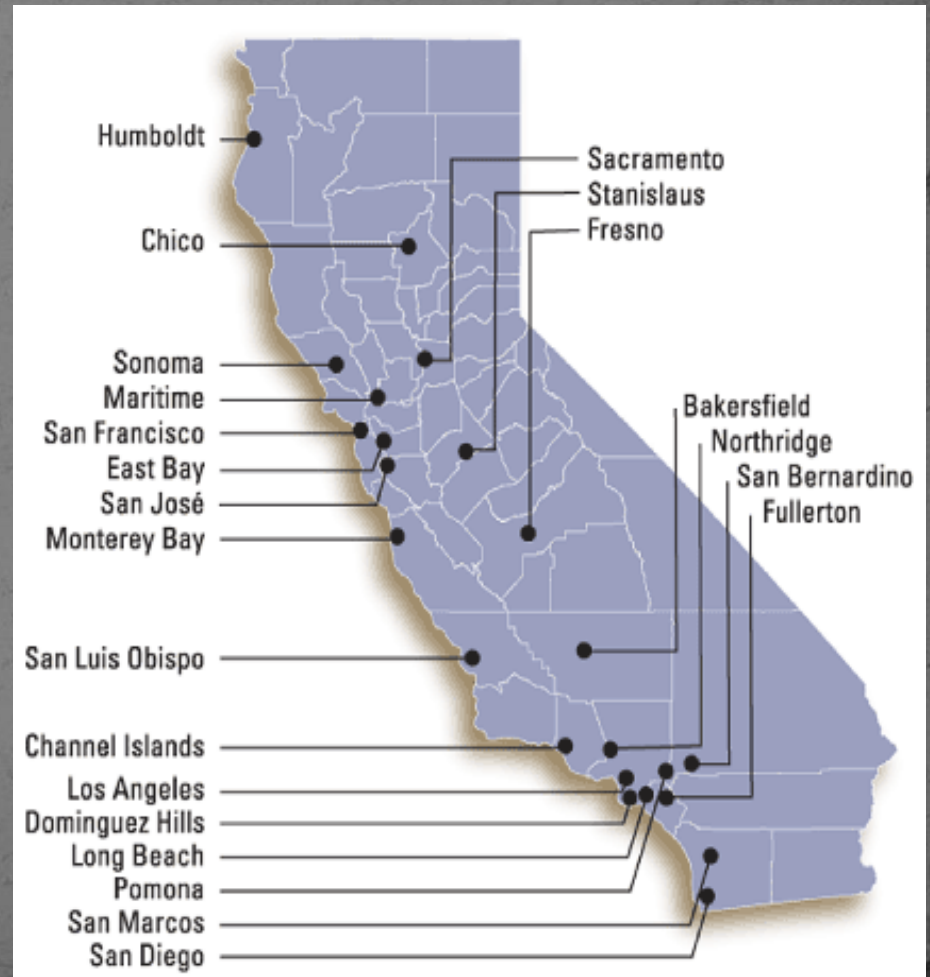 Humboldt
Chico
Sonoma
Maritime
San Francisco
East Bay
San José
Monterey Bay
San Luis Obispo
Channel Islands
Los Angeles
Dominguez Hills
Long Beach
Pomona
San Marcos
San Diego
Sacramento
Stanislaus
Fresno
Bakersfield
Northridge
San Bernardino
Fullerton